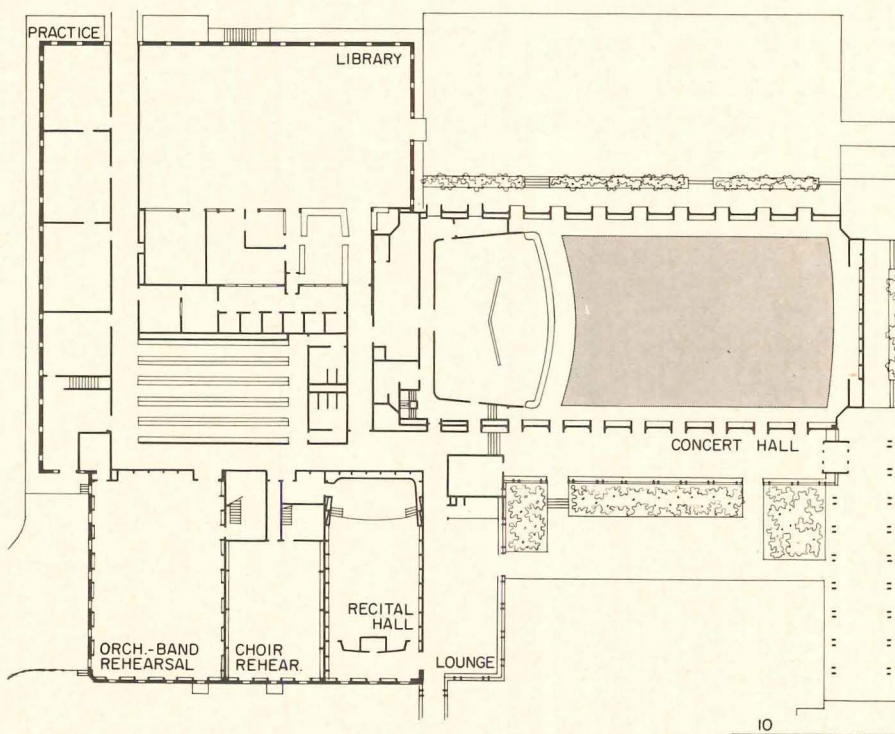 PRACTICE
LIBRARY
CONCERT HALL
RECITAL
HALL
ORCH.-BAND
REHEARSAL
CHOIR
REHEAR.
LOUNGE
10